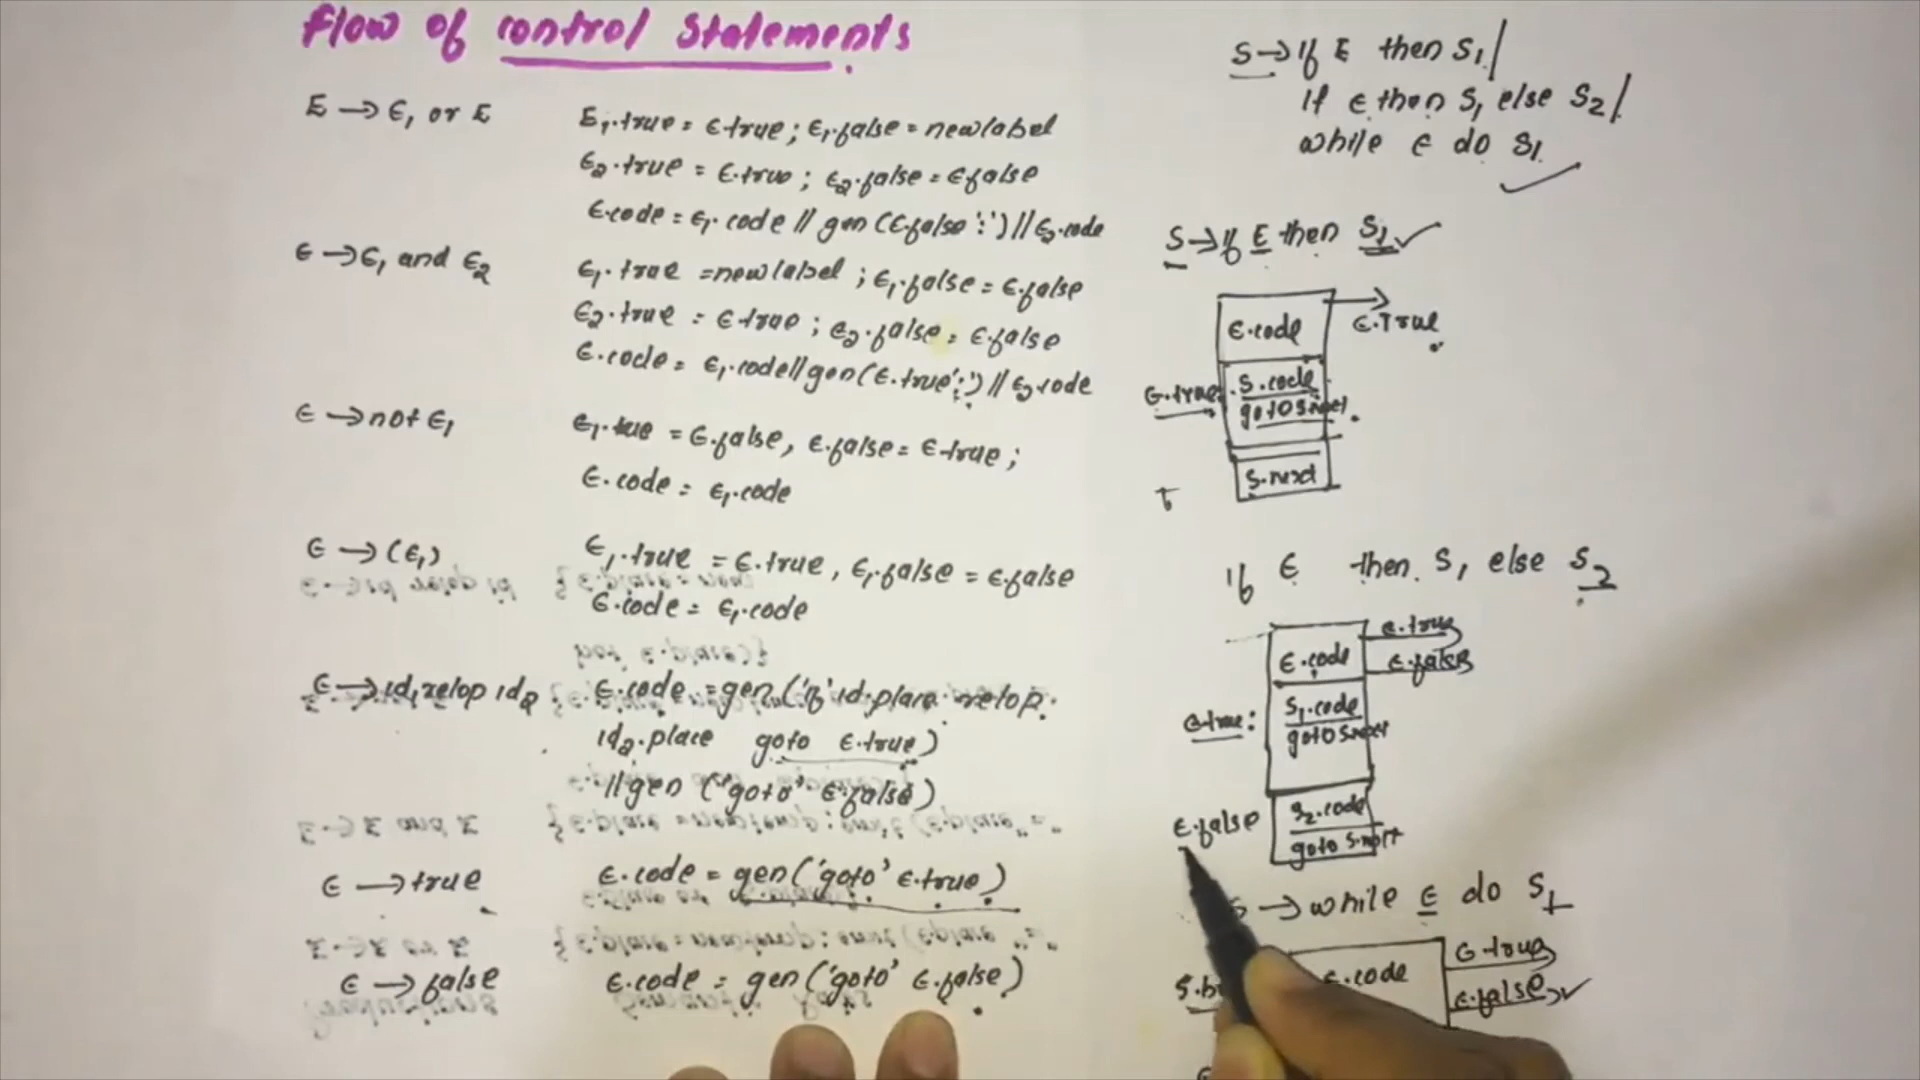 Flow of control statements
E → E1 or E
E1.true = E true ; E1.false = newlabel
E2.true = E.true ; E2.false = E false
E.code = E1.code // gen (E.false ':') // E2.code
E → E1 and E2
E1.true = newlabel ; E1.false = E.false
E2.true = E true ; E2.false = E.false
E.code = E1.code // gen(E.true ':') // E2 code
E → not E1
E1.true = E.false, E.false = E true ;
E.code = E1.code
E → (E1)
E1.true = E.true, E1.false = E.false
E.code = E1.code
E → id1 relop id2
E.code = gen('if' id.place relop.
id2.place goto E.true)
// gen ('goto' E.false)
E → true
E.code = gen('goto' E.true)
E → false
E.code = gen('goto' E.false)
S → If E then S1 /
If E then S1 else S2 /
while E do S1
S → If E then S1
E.code
E.True
E.true:
S.code
goto S.next
S.next
If E then S1 else S2
E.code
E.true
E.false
E.true:
S1.code
goto S.next
E.false
S2.code
goto S.next
→ while E do S1
E.true
E.code
E.false